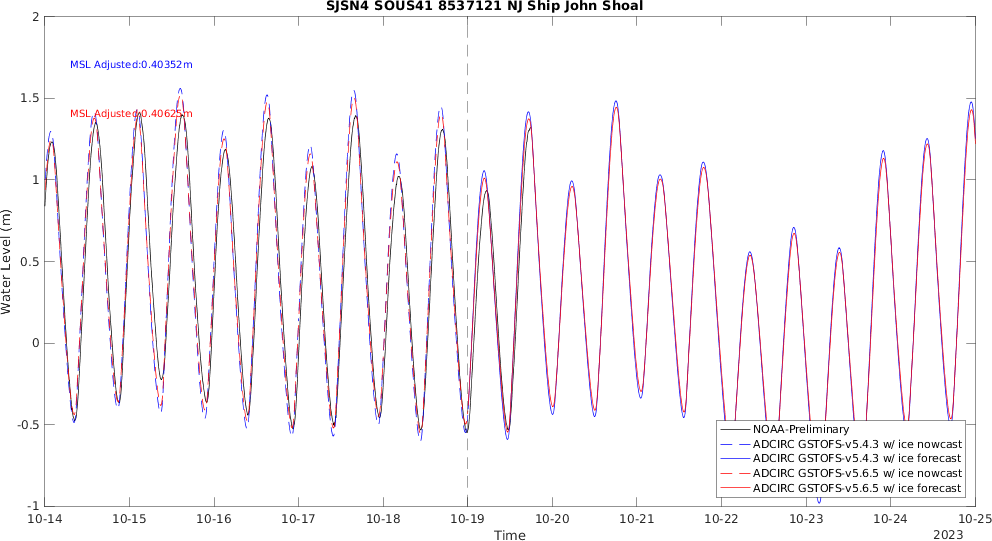 SJSN4 SOUS41 8537121 NJ Ship John Shoal
2
1.5
1
0.5
0
-0.5
-1
Water Level (m)
MSL Adjusted:0.40352m
MSL Adjusted:0.40625m
NOAA-Preliminary
ADCIRC GSTOFS-v5.4.3 w/ ice nowcast
ADCIRC GSTOFS-v5.4.3 w/ ice forecast
ADCIRC GSTOFS-v5.6.5 w/ ice nowcast
ADCIRC GSTOFS-v5.6.5 w/ ice forecast
10-14 10-15 10-16 10-17 10-18 10-19 10-20 10-21 10-22 10-23 10-24 10-25
Time
2023